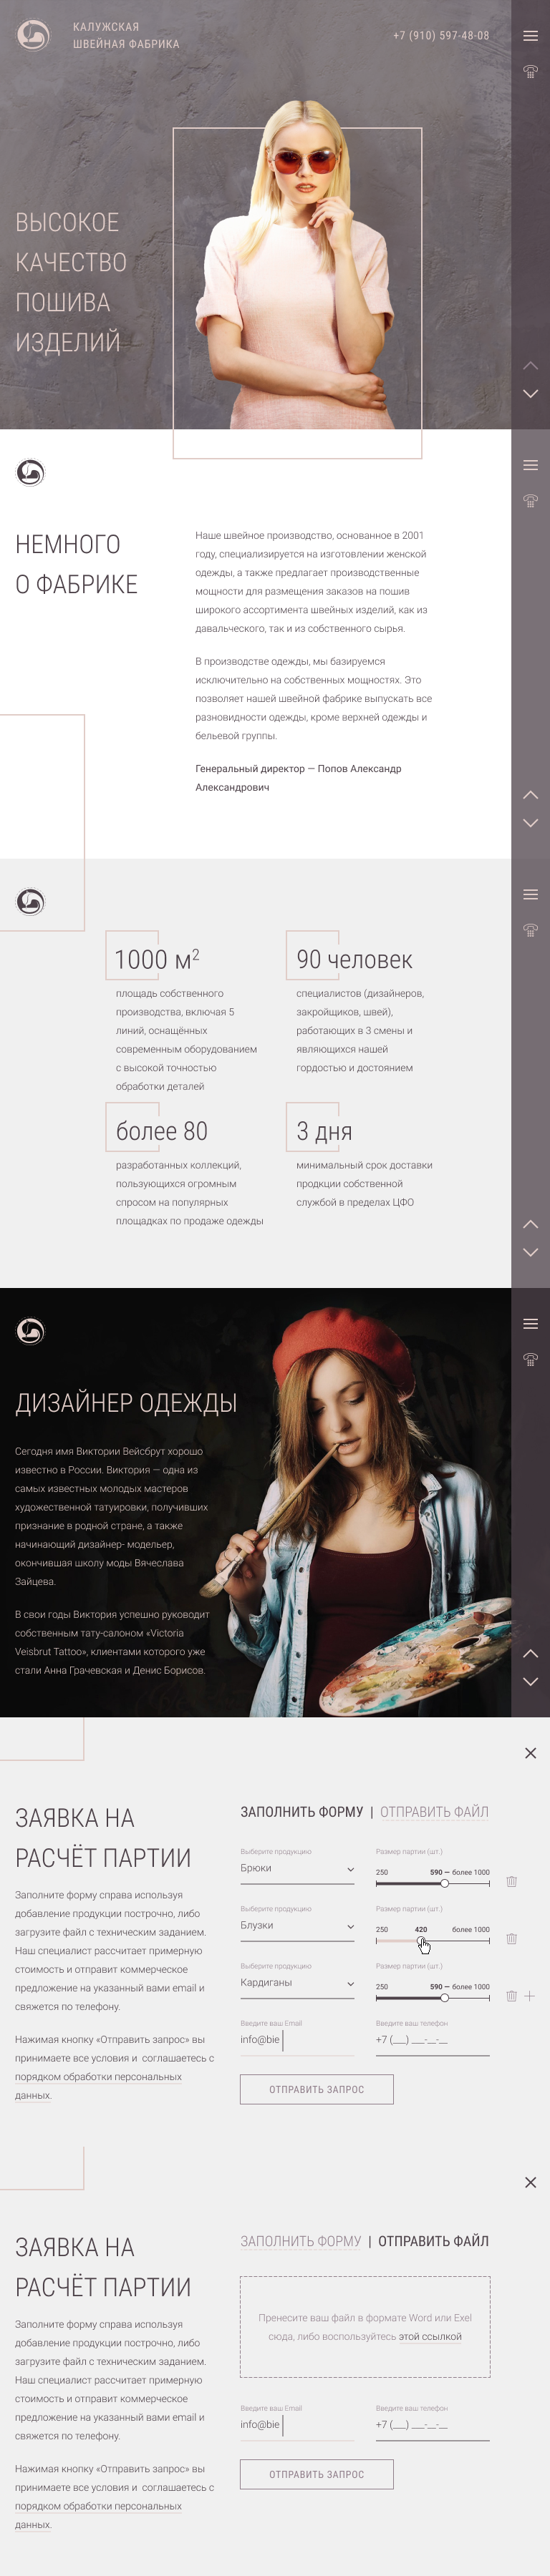 КАЛУЖСКАЯ
ШВЕЙНАЯ ФАБРИКА
+7 (910) 597-48-08
ВЫСОКОЕ
КАЧЕСТВО
ПОШИВА
ИЗДЕЛИЙ
НЕМНОГО
О ФАБРИКЕ
Наше швейное производство, основанное в 2001
году, специализируется на изготовлении женской
одежды, а также предлагает производственные
мощности для размещения заказов на пошив
широкого ассортимента швейных изделий, как из
давальческого, так и из собственного сырья.
В производстве одежды, мы базируемся
исключительно на собственных мощностях. Это
позволяет нашей швейной фабрике выпускать все
разновидности одежды, кроме верхней одежды и
бельевой группы.
Генеральный директор — Попов Александр
Александрович
1000 м²
площадь собственного
производства, включая 5
линий, оснащённых
современным оборудованием
с высокой точностью
обработки деталей
90 человек
специалистов (дизайнеров,
закройщиков, швей),
работающих в 3 смены и
являющихся нашей
гордостью и достоянием
более 80
разработанных коллекций,
пользующихся огромным
спросом на популярных
площадках по продаже одежды
3 дня
минимальный срок доставки
продкции собственной
службой в пределах ЦФО
ДИЗАЙНЕР ОДЕЖДЫ
Сегодня имя Виктории Вейсбрут хорошо
известно в России. Виктория — одна из
самых известных молодых мастеров
художественной татуировки, получивших
признание в родной стране, а также
начинающий дизайнер- модельер,
окончившая школу моды Вячеслава
Зайцева.
В свои годы Виктория успешно руководит
собственным тату-салоном «Victoria
Veisbrut Tattoo», клиентами которого уже
стали Анна Грачевская и Денис Борисов.
ЗАЯВКА НА
РАСЧЁТ ПАРТИИ
Заполните форму справа используя
добавление продукции построчно, либо
загрузите файл с техническим заданием.
Наш специалист рассчитает примерную
стоимость и отправит коммерческое
предложение на указанный вами email и
свяжется по телефону.
Нажимая кнопку «Отправить запрос» вы
принимаете все условия и соглашаетесь с
порядком обработки персональных
данных.
ЗАПОЛНИТЬ ФОРМУ | ОТПРАВИТЬ ФАЙЛ
Выберите продукцию
Брюки
Размер партии (шт.)
250 590 — более 1000
Выберите продукцию
Блузки
Размер партии (шт.)
250 420 более 1000
Выберите продукцию
Кардиганы
Размер партии (шт.)
250 590 — более 1000
Введите ваш Email
info@bie
Введите ваш телефон
+7 (___) ___-__-__
ОТПРАВИТЬ ЗАПРОС
ЗАЯВКА НА
РАСЧЁТ ПАРТИИ
Заполните форму справа используя
добавление продукции построчно, либо
загрузите файл с техническим заданием.
Наш специалист рассчитает примерную
стоимость и отправит коммерческое
предложение на указанный вами email и
свяжется по телефону.
Нажимая кнопку «Отправить запрос» вы
принимаете все условия и соглашаетесь с
порядком обработки персональных
данных.
ЗАПОЛНИТЬ ФОРМУ | ОТПРАВИТЬ ФАЙЛ
Пренесите ваш файл в формате Word или Exel
сюда, либо воспользуйтесь этой ссылкой
Введите ваш Email
info@bie
Введите ваш телефон
+7 (___) ___-__-__
ОТПРАВИТЬ ЗАПРОС